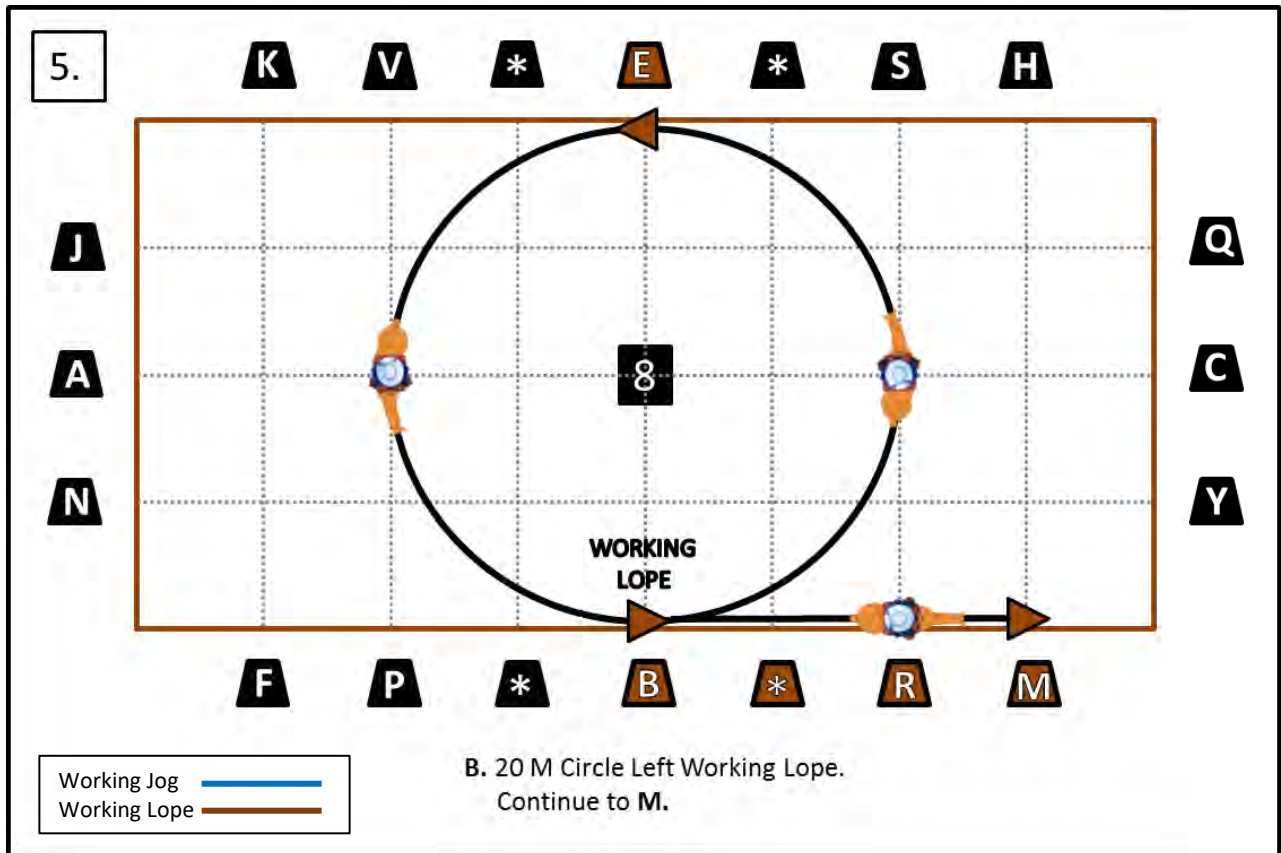 5.
K V * E * S H
J Q
A 8 C
N Y
WORKING
LOPE
F P * B * R M
B. 20 M Circle Left Working Lope.
Continue to M.
Working Jog
Working Lope